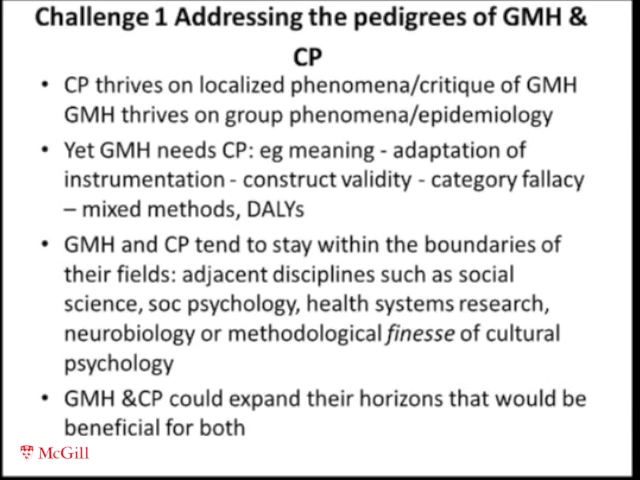 Challenge 1 Addressing the pedigrees of GMH &
CP
• CP thrives on localized phenomena/critique of GMH
GMH thrives on group phenomena/epidemiology
• Yet GMH needs CP: eg meaning - adaptation of
instrumentation - construct validity - category fallacy
– mixed methods, DALYs
• GMH and CP tend to stay within the boundaries of
their fields: adjacent disciplines such as social
science, soc psychology, health systems research,
neurobiology or methodological finesse of cultural
psychology
• GMH &CP could expand their horizons that would be
beneficial for both
McGill